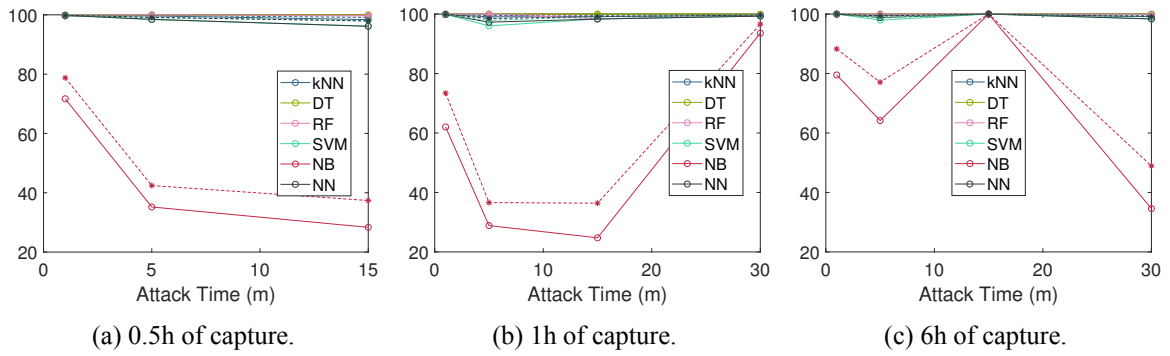 100
80
60
40
20
0
5
10
15
Attack Time (m)
kNN
DT
RF
SVM
NB
NN
(a) 0.5h of capture.
100
80
60
40
20
0
10
20
30
Attack Time (m)
kNN
DT
RF
SVM
NB
NN
(b) 1h of capture.
100
80
60
40
20
0
10
20
30
Attack Time (m)
kNN
DT
RF
SVM
NB
NN
(c) 6h of capture.